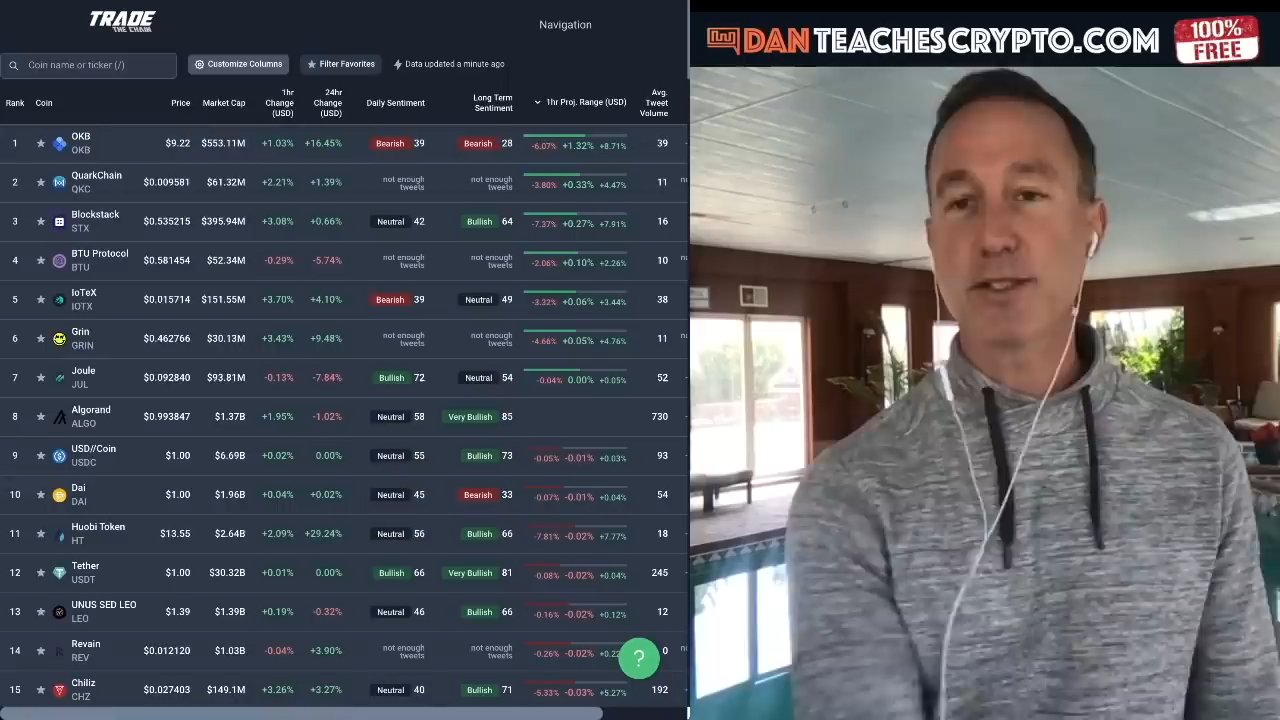 TRADE
THE CHAIN
Navigation
DAN TEACHESCRYPTO.COM
100%
FREE
Coin name or ticker (/)
Customize Columns
Filter Favorites
Data updated a minute ago
Rank Coin Price Market Cap 1hr Change (USD) 24hr Change (USD) Daily Sentiment Long Term Sentiment 1hr Proj. Range (USD) Avg. Tweet Volume
1 OKB OKB $9.22 $553.11M +1.03% +16.45% Bearish 39 Bearish 28 -6.07% +1.32% +8.71% 39
2 QuarkChain QKC $0.009581 $61.32M +2.21% +1.39% not enough tweets not enough tweets -3.80% +0.33% +4.47% 11
3 Blockstack STX $0.535215 $395.94M +3.08% +0.66% Neutral 42 Bullish 64 -7.37% +0.27% +7.91% 16
4 BTU Protocol BTU $0.581454 $52.34M -0.29% -5.74% not enough tweets not enough tweets -2.06% +0.10% +2.26% 10
5 IoTeX IOTX $0.015714 $151.55M +3.70% +4.10% Bearish 39 Neutral 49 -3.32% +0.06% +3.44% 38
6 Grin GRIN $0.462766 $30.13M +3.43% +9.48% not enough tweets not enough tweets -4.66% +0.05% +4.76% 11
7 Joule JUL $0.092840 $93.81M -0.13% -7.84% Bullish 72 Neutral 54 -0.04% 0.00% +0.05% 52
8 Algorand ALGO $0.993847 $1.37B +1.95% -1.02% Neutral 58 Very Bullish 85 730
9 USD//Coin USDC $1.00 $6.69B +0.02% 0.00% Neutral 55 Bullish 73 -0.05% -0.01% +0.03% 93
10 Dai DAI $1.00 $1.96B +0.04% +0.02% Neutral 45 Bearish 33 -0.07% -0.01% +0.04% 54
11 Huobi Token HT $13.55 $2.64B +2.09% +29.24% Neutral 56 Bullish 66 -7.81% -0.02% +7.77% 18
12 Tether USDT $1.00 $30.32B +0.01% 0.00% Bullish 66 Very Bullish 81 -0.08% -0.02% +0.04% 245
13 UNUS SED LEO LEO $1.39 $1.39B +0.19% -0.32% Neutral 46 Bullish 66 -0.16% -0.02% +0.12% 12
14 Revain REV $0.012120 $1.03B -0.04% +3.90% not enough tweets not enough tweets -0.26% -0.02% 0
?
15 Chiliz CHZ $0.027403 $149.1M +3.26% +3.27% Neutral 40 Bullish 71 -5.33% -0.03% +5.27% 192